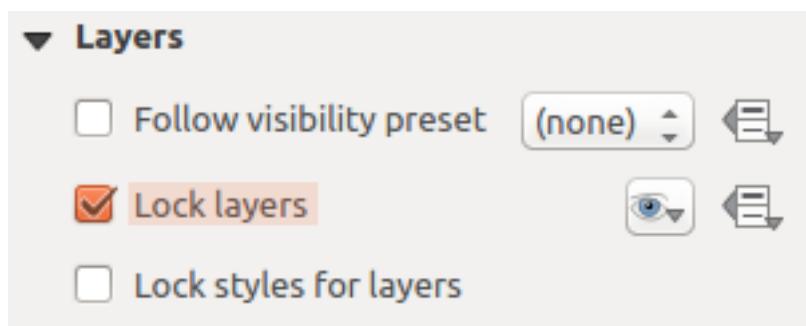 Layers
Follow visibility preset (none)
Lock layers
Lock styles for layers